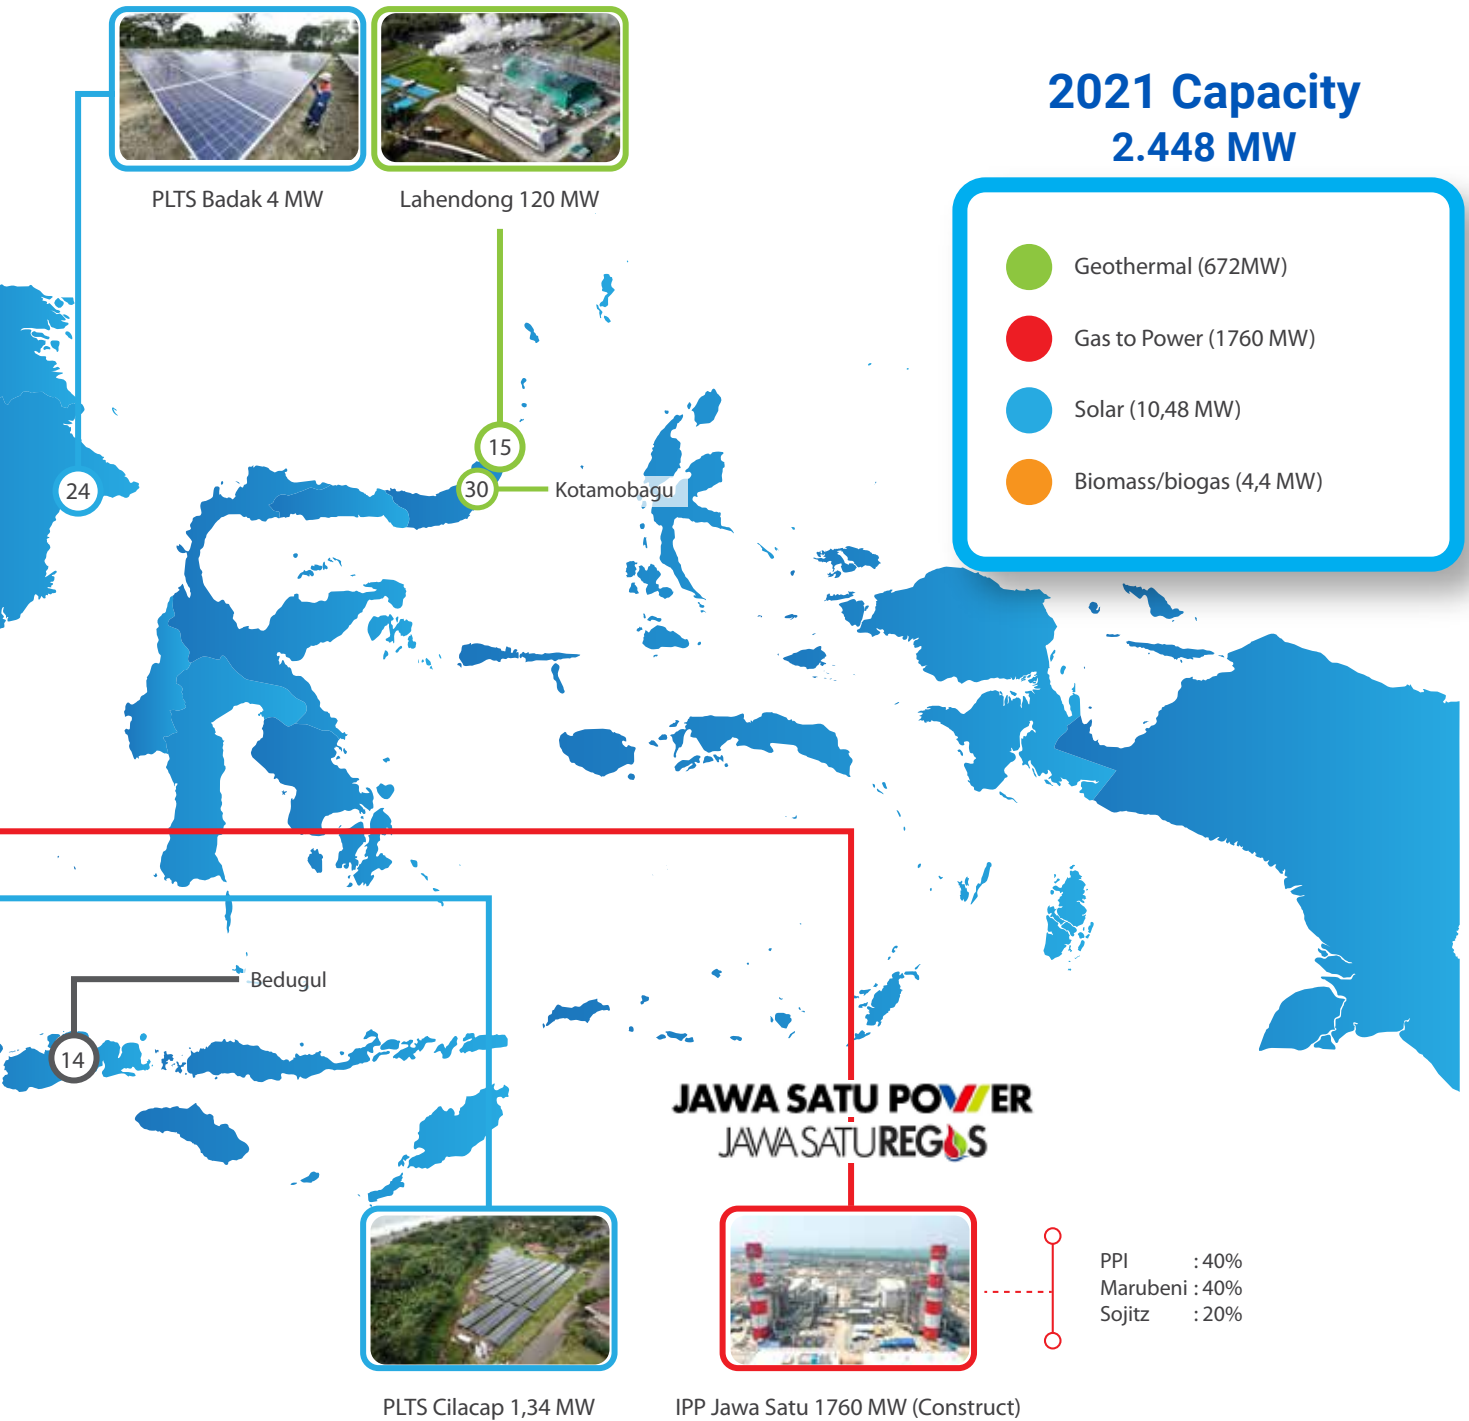 2021 Capacity
2.448 MW
PLTS Badak 4 MW
Lahendong 120 MW
Geothermal (672MW)
Gas to Power (1760 MW)
Solar (10,48 MW)
Biomass/biogas (4,4 MW)
15
24
30
Kotamobagu
Bedugul
14
JAWA SATU POWER
JAWA SATU REGAS
PPI : 40%
Marubeni : 40%
Sojitz : 20%
PLTS Cilacap 1,34 MW
IPP Jawa Satu 1760 MW (Construct)